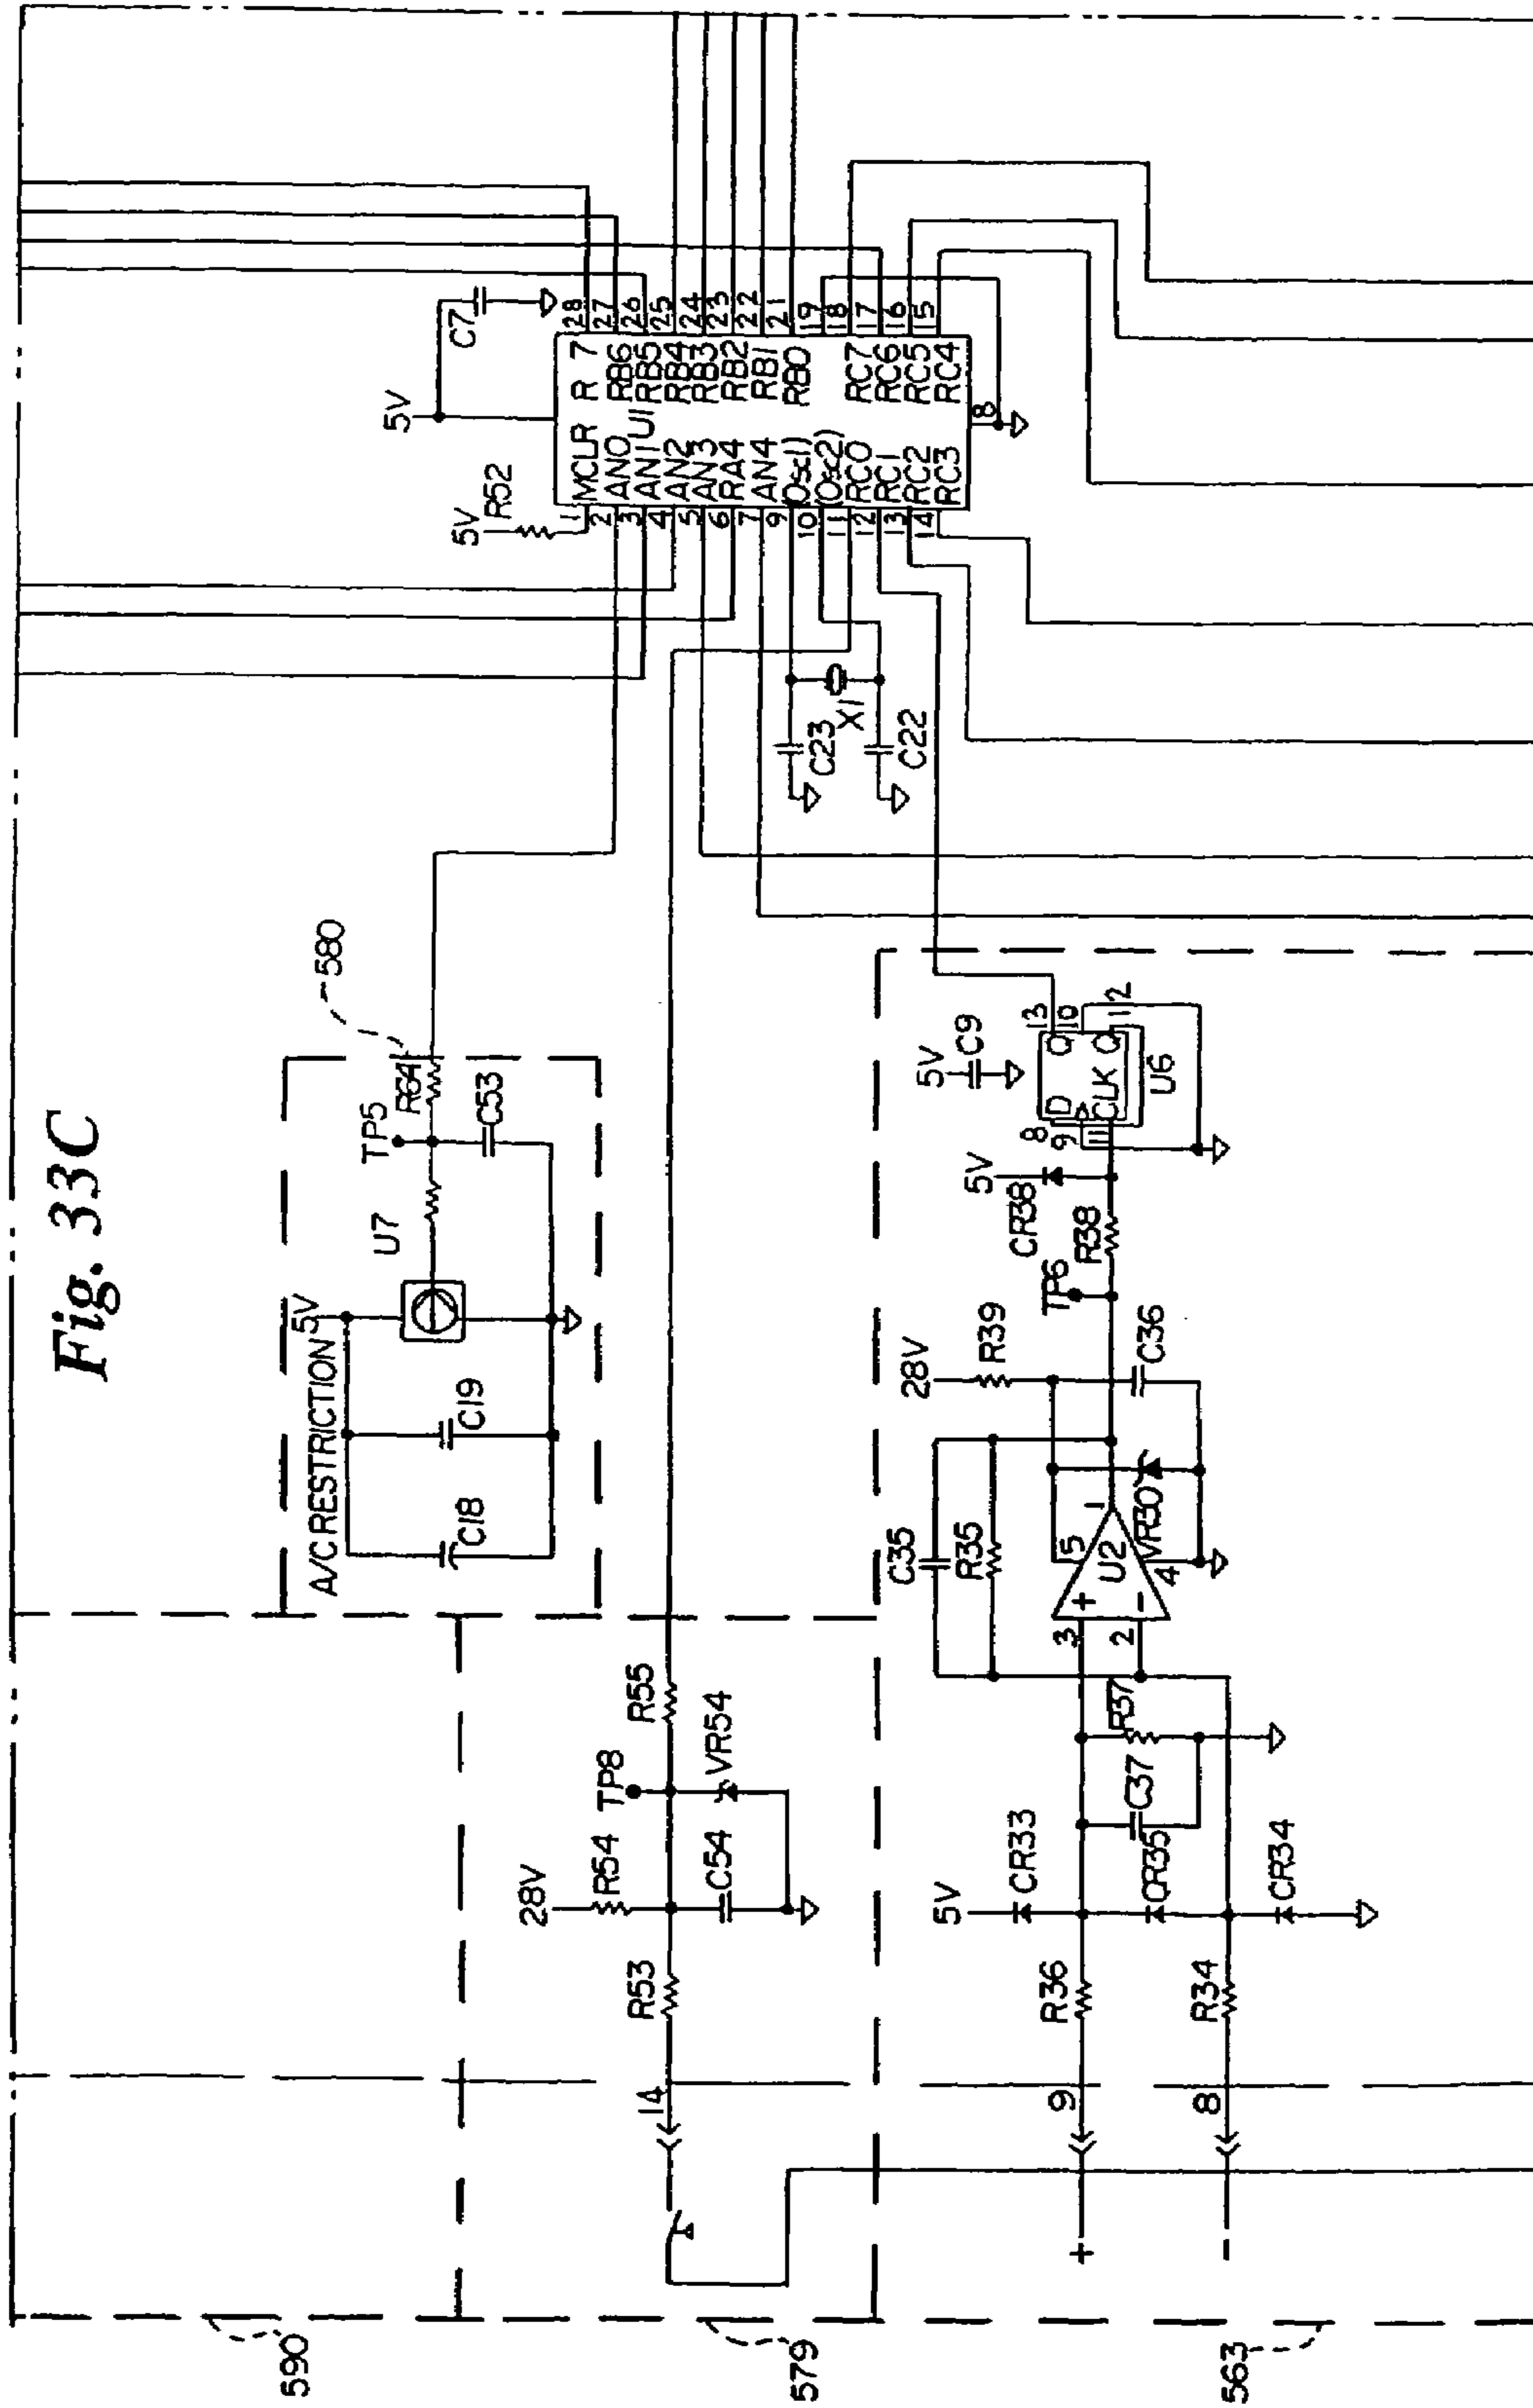 Fig. 33C
590
579
563
A/C RESTRICTION
5V
C18
C19
U7
TP5
R64
C53
580
14
R53
28V
R54
C54
TP8
VR54
R55
+
9
R36
-
8
R34
5V
CR33
CR35
CR34
C37
R37
C35
R35
3
+
2
-
U2
5
4
1
VR30
28V
R39
C36
TP6
R38
5V
CR38
5V
C9
8
9
11
D
CLK
Q
Q
13
10
12
U6
C23
X1
C22
5V
R52
5V
C7
U1
1 MCLR
2 AN0
3 AN1
4 AN2
5 AN3
6 RA4
7 AN4
9 (Osc1)
10 (Osc2)
11 RC0
12 RC1
13 RC2
14 RC3
R 7 28
RB6 27
RB5 26
RB4 25
RB3 24
RB2 23
RB1 22
RB0 21
19
RC7 18
RC6 17
RC5 16
RC4 15
8